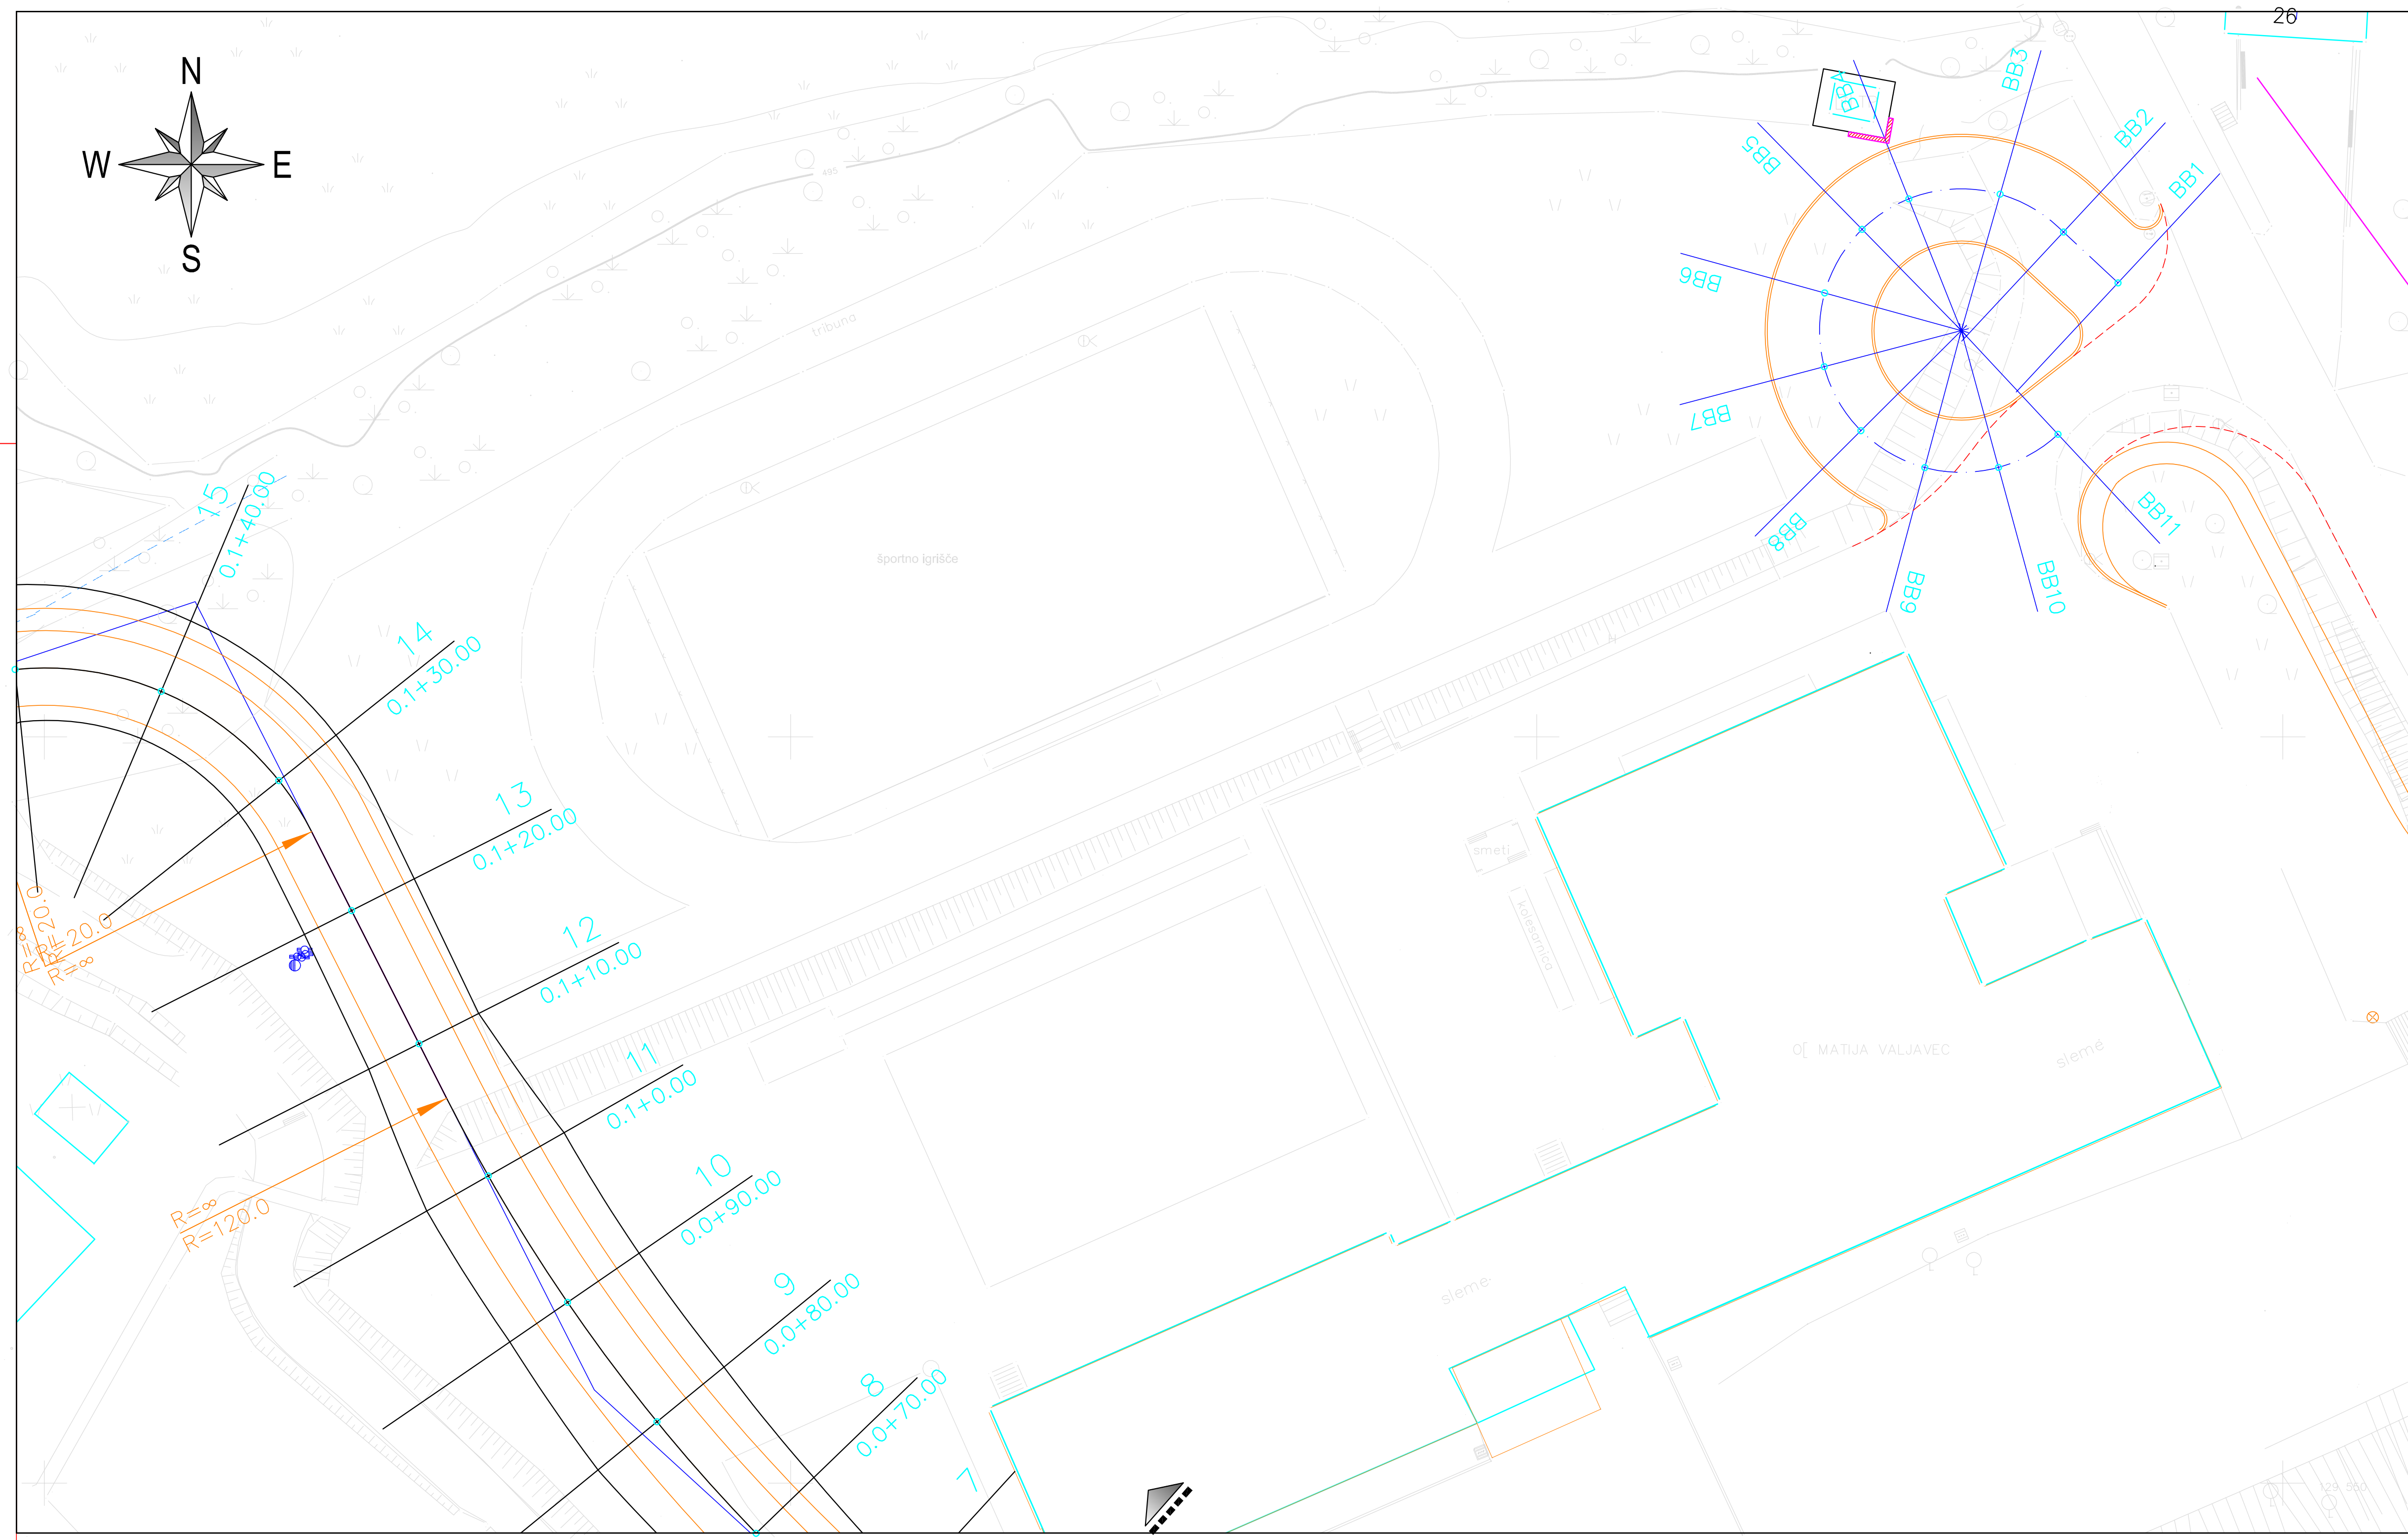 26
N
W E
S
495
BB4
BB3
BB2
BB1
BB5
BB6
BB7
BB8
BB9
BB10
BB11
tribuna
športno igrišče
15
0.1+40.00
14
0.1+30.00
13
0.1+20.00
12
0.1+10.00
11
0.1+0.00
10
0.0+90.00
9
0.0+80.00
8
0.0+70.00
7
R=∞
R=20.0
R=20.0
R=∞
R=∞
R=120.0
smeti
kolesarnica
O[ MATIJA VALJAVEC
sleme
sleme